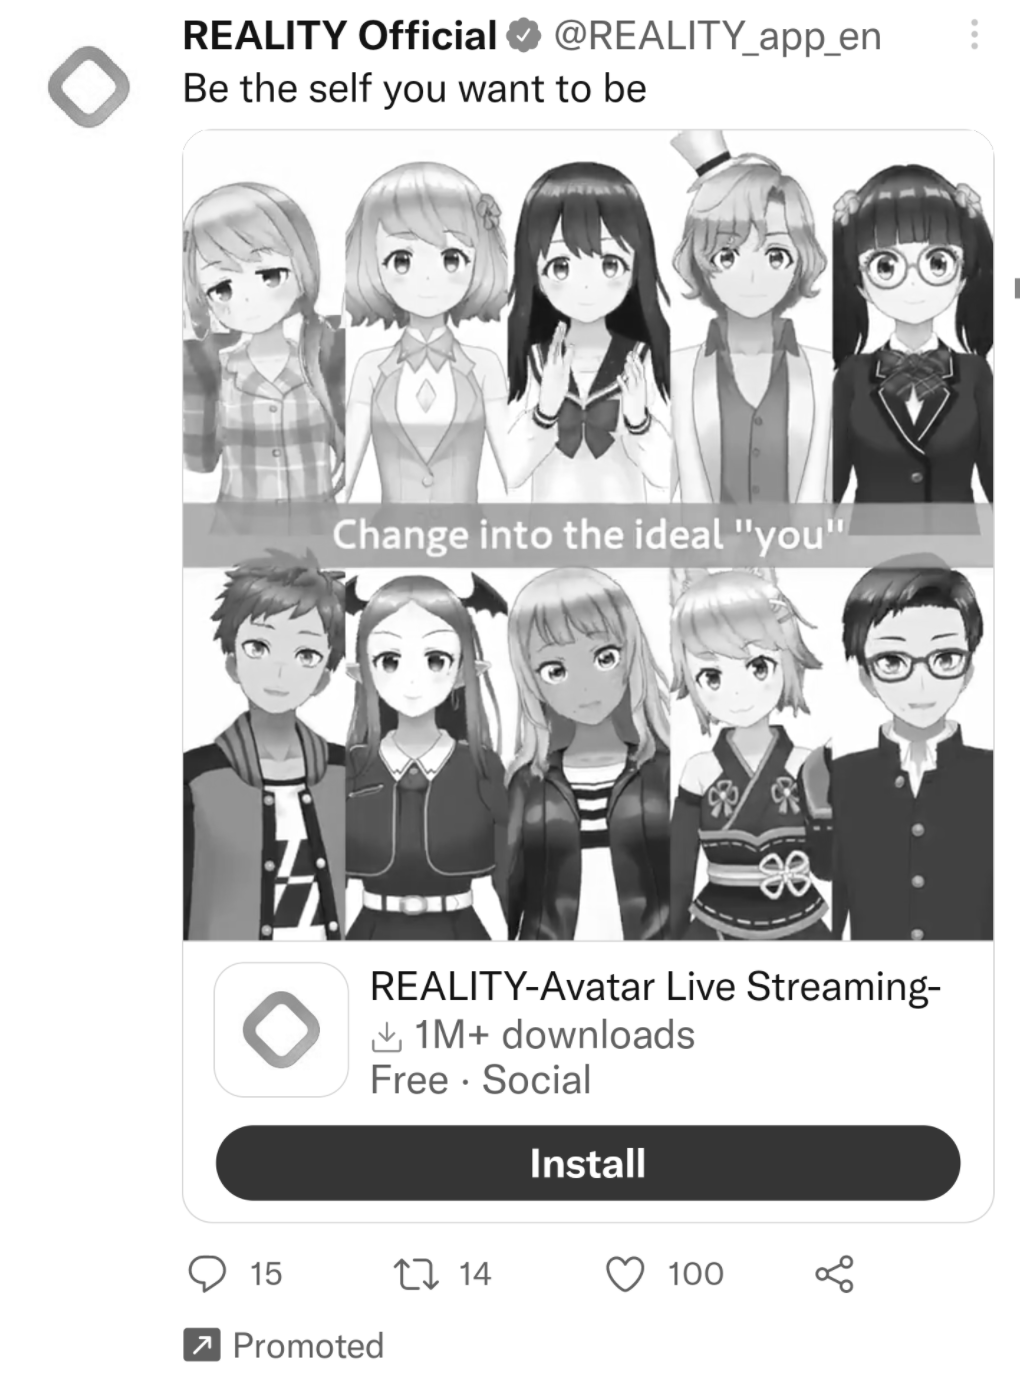 REALITY Official @REALITY_app_en
Be the self you want to be
Change into the ideal "you"
REALITY-Avatar Live Streaming-
1M+ downloads
Free · Social
Install
15 14 100
Promoted